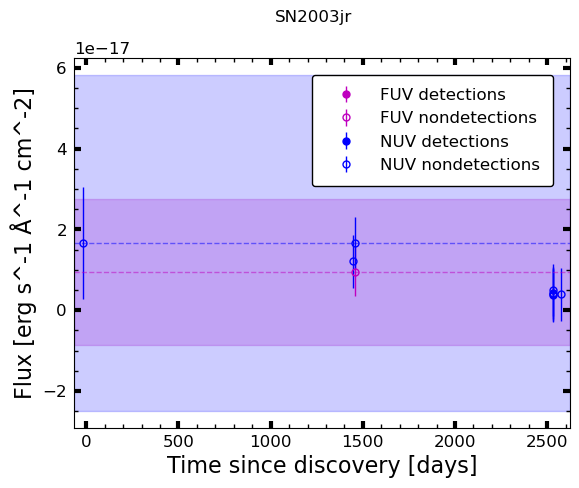 SN2003jr
1e−17
6
4
2
0
−2
Flux [erg s^-1 Å^-1 cm^-2]
FUV detections
FUV nondetections
NUV detections
NUV nondetections
0 500 1000 1500 2000 2500
Time since discovery [days]